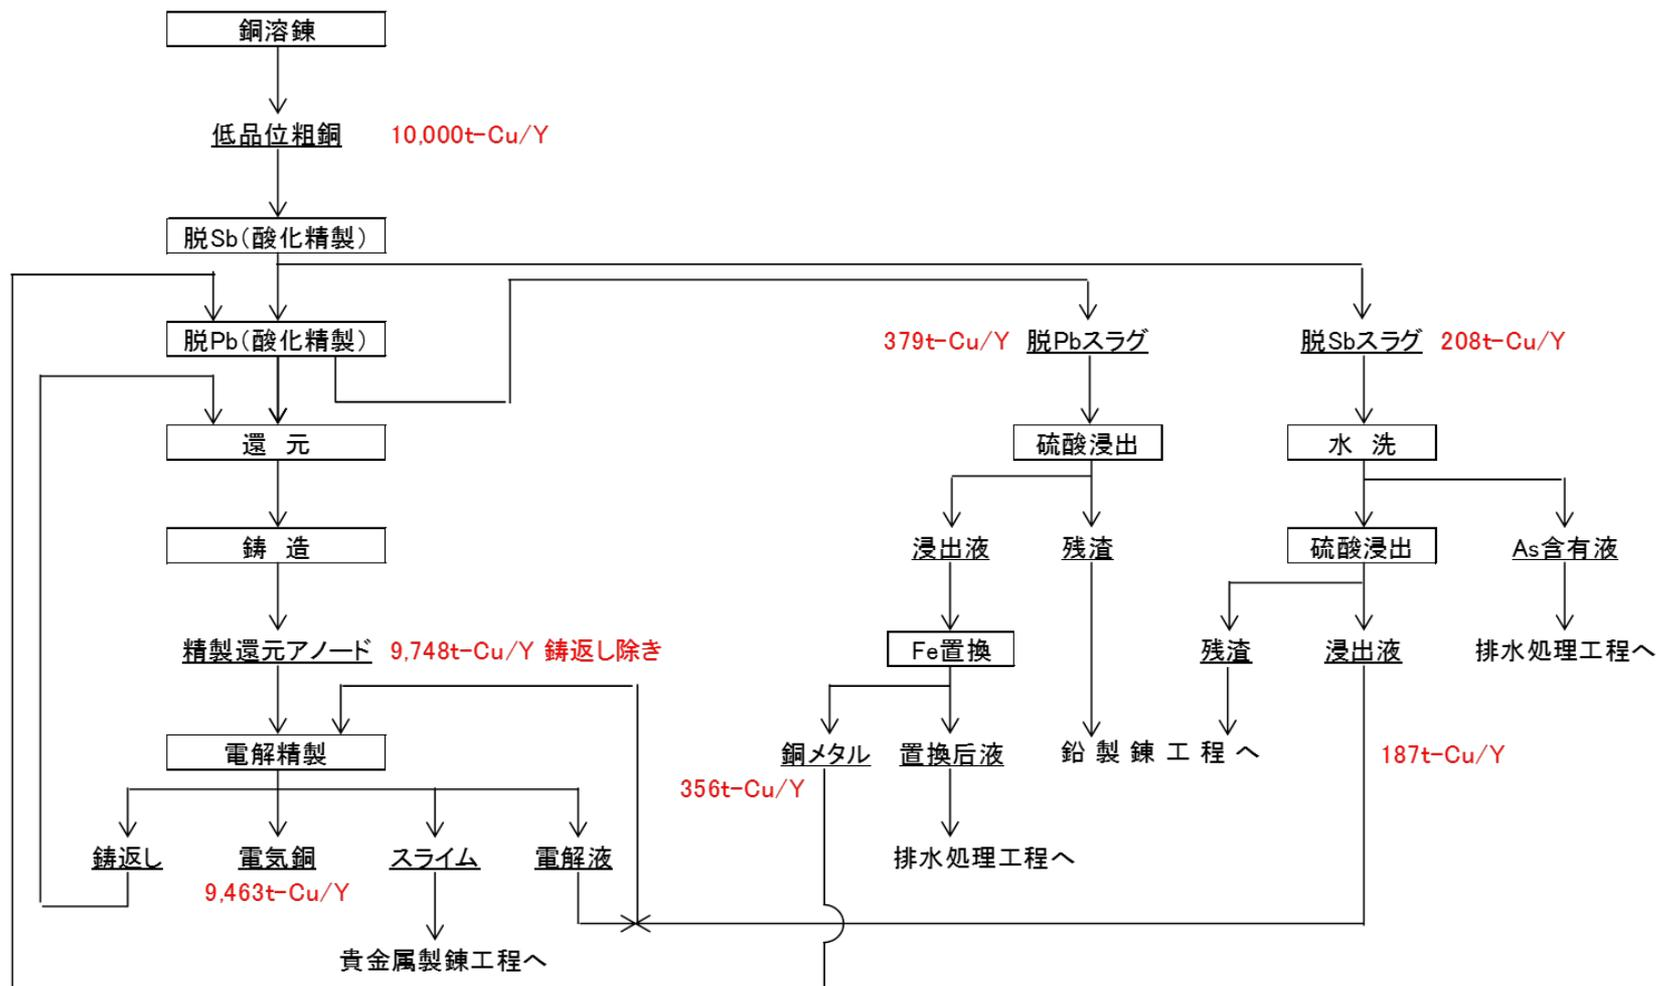 銅溶錬
低品位粗銅 10,000t-Cu/Y
脱Sb(酸化精製)
脱Pb(酸化精製) 379t-Cu/Y 脱Pbスラグ 脱Sbスラグ 208t-Cu/Y
還 元 硫酸浸出 水 洗
鋳 造 浸出液 残渣 硫酸浸出 As含有液
精製還元アノード 9,748t-Cu/Y 鋳返し除き Fe置換 残渣 浸出液 排水処理工程へ
電解精製 銅メタル 置換后液 鉛製錬工程へ 187t-Cu/Y
356t-Cu/Y
鋳返し 電気銅 スライム 電解液 排水処理工程へ
9,463t-Cu/Y
貴金属製錬工程へ